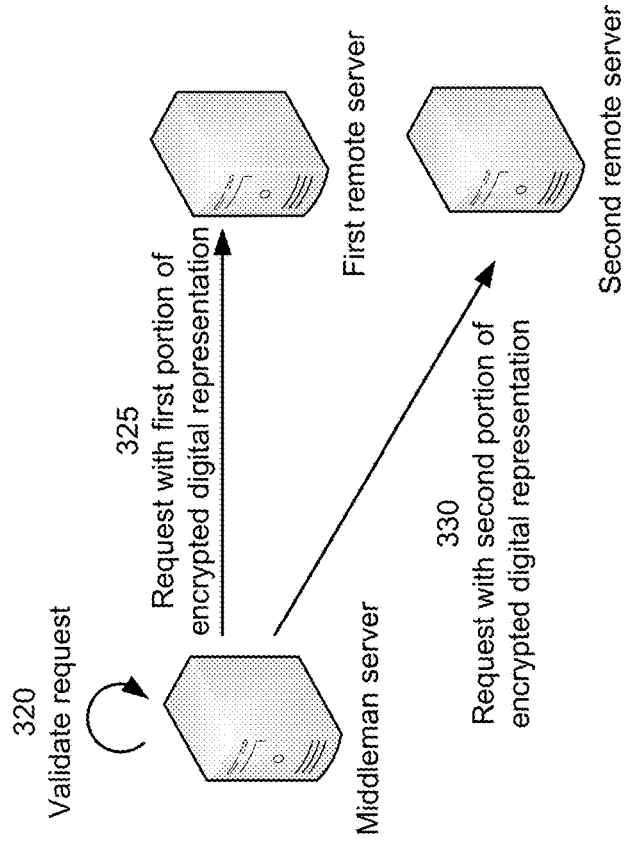 320
Validate request
325
Request with first portion of
encrypted digital representation
First remote server
Middleman server
330
Request with second portion of
encrypted digital representation
Second remote server